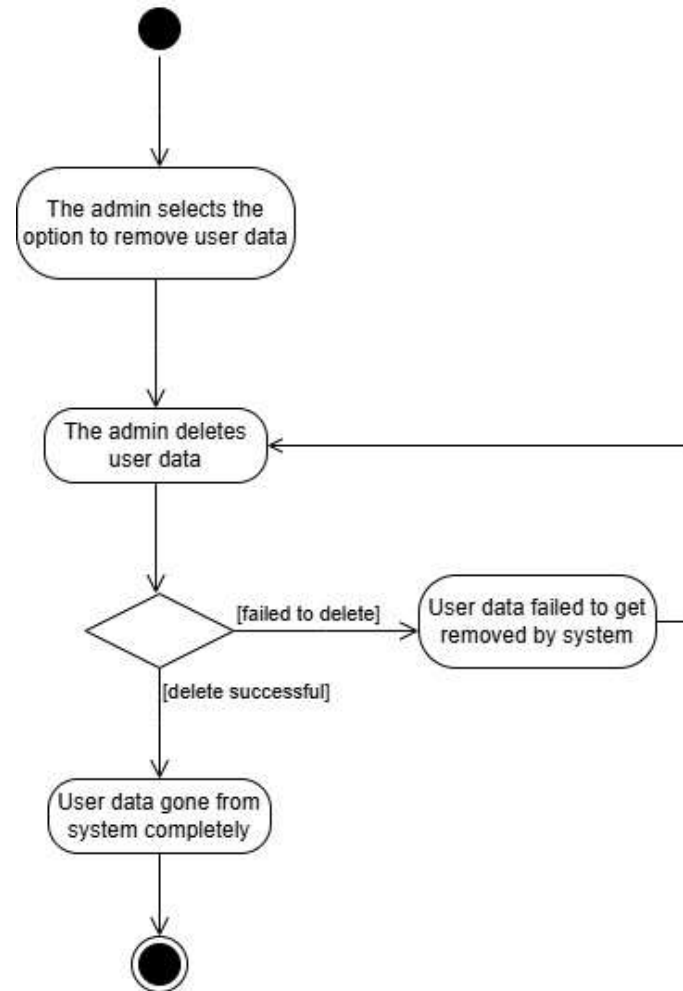 The admin selects the
option to remove user data
The admin deletes
user data
[failed to delete]
User data failed to get
removed by system
[delete successful]
User data gone from
system completely